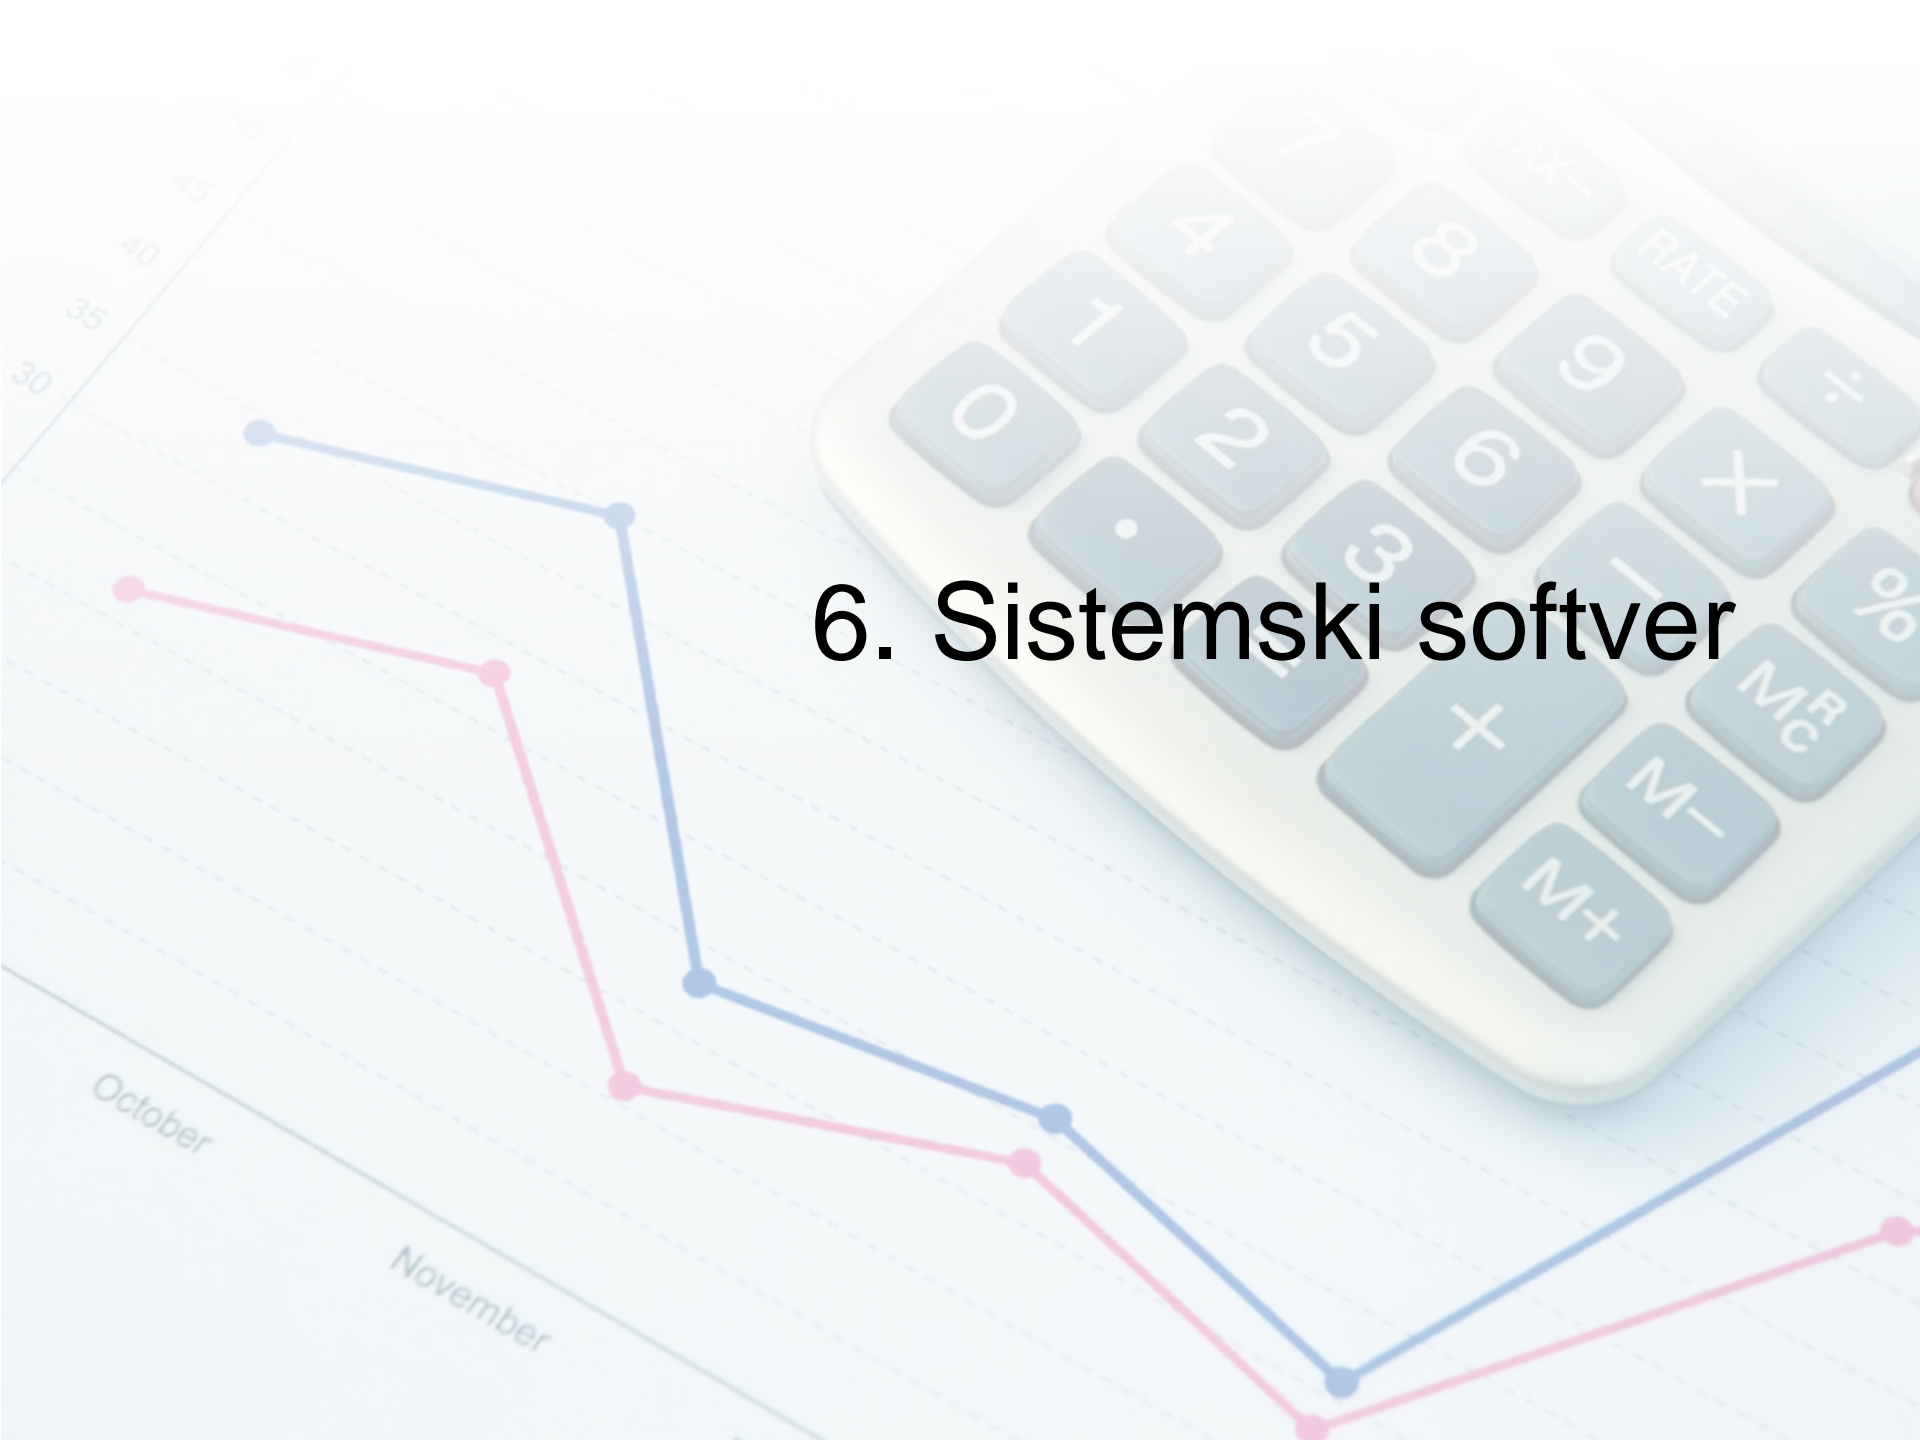 6. Sistemski softver
50
45
40
35
30
October
November
7
TAX–
4
8
RATE
1
5
9
÷
0
2
6
×
.
3
–
%
±
+
M R C
M–
M+